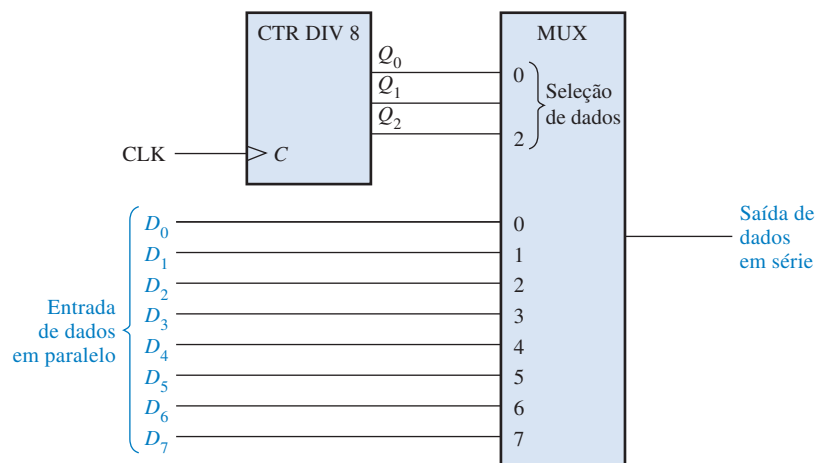 CTR DIV 8
MUX
Q0
Q1
Q2
0
2
Seleção
de dados
CLK
C
D0
D1
D2
D3
D4
D5
D6
D7
0
1
2
3
4
5
6
7
Entrada
de dados
em paralelo
Saída de
dados
em série